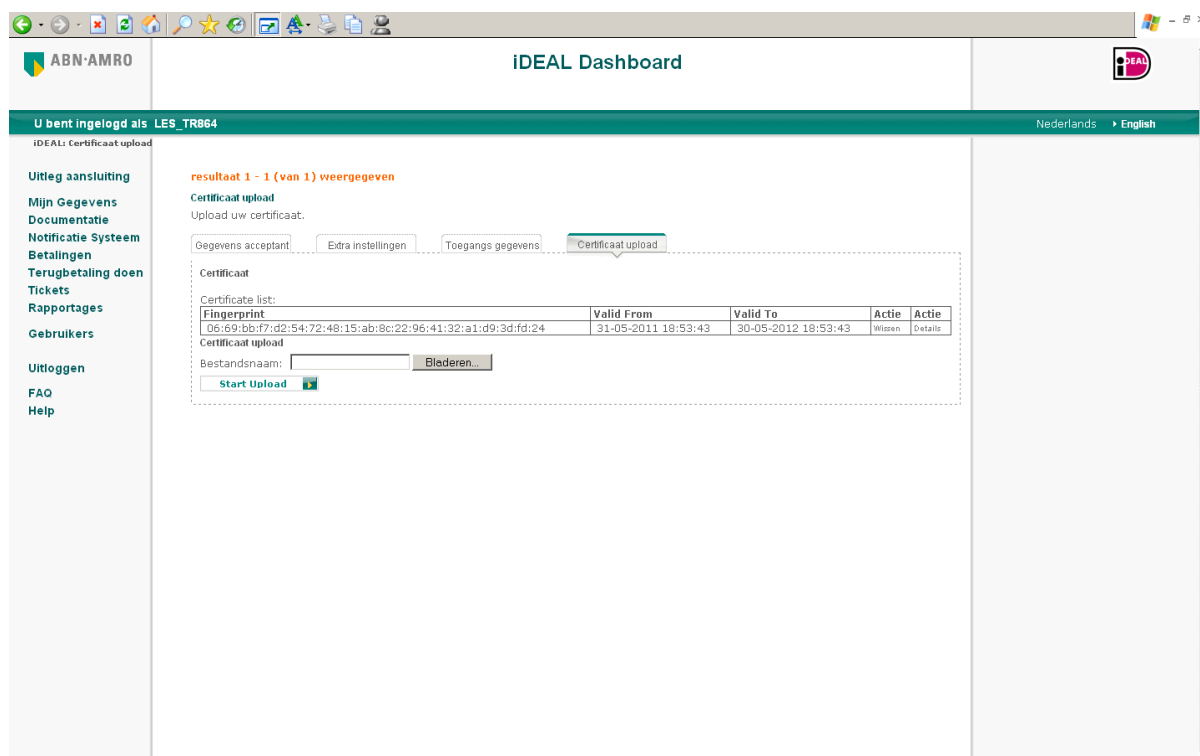 ABN·AMRO
iDEAL Dashboard
iDEAL
U bent ingelogd als LES_TR864
Nederlands English
iDEAL: Certificaat upload
Uitleg aansluiting
Mijn Gegevens
Documentatie
Notificatie Systeem
Betalingen
Terugbetaling doen
Tickets
Rapportages
Gebruikers
Uitloggen
FAQ
Help
resultaat 1 - 1 (van 1) weergegeven
Certificaat upload
Upload uw certificaat.
Gegevens acceptant Extra instellingen Toegangs gegevens Certificaat upload
Certificaat
Certificate list:
Fingerprint Valid From Valid To Actie Actie
06:69:bb:f7:d2:54:72:48:15:ab:8c:22:96:41:32:a1:d9:3d:fd:24 31-05-2011 18:53:43 30-05-2012 18:53:43 Wissen Details
Certificaat upload
Bestandsnaam: Bladeren...
Start Upload